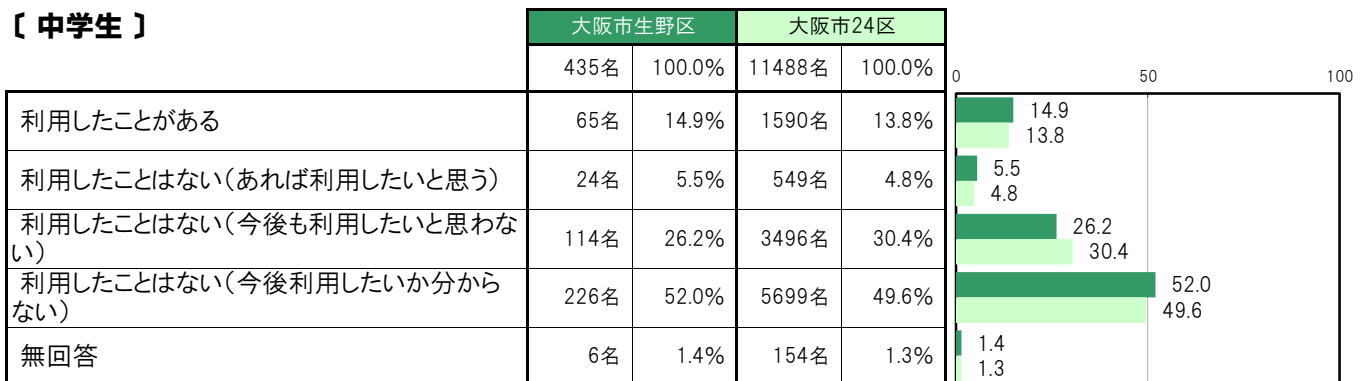 〔 中学生 〕
大阪市生野区 大阪市24区
435名 100.0% 11488名 100.0%
0 50 100
利用したことがある 65名 14.9% 1590名 13.8%
14.9
13.8
利用したことはない（あれば利用したいと思う） 24名 5.5% 549名 4.8%
5.5
4.8
利用したことはない（今後も利用したいと思わな
い） 114名 26.2% 3496名 30.4%
26.2
30.4
利用したことはない（今後利用したいか分から
ない） 226名 52.0% 5699名 49.6%
52.0
49.6
無回答 6名 1.4% 154名 1.3%
1.4
1.3